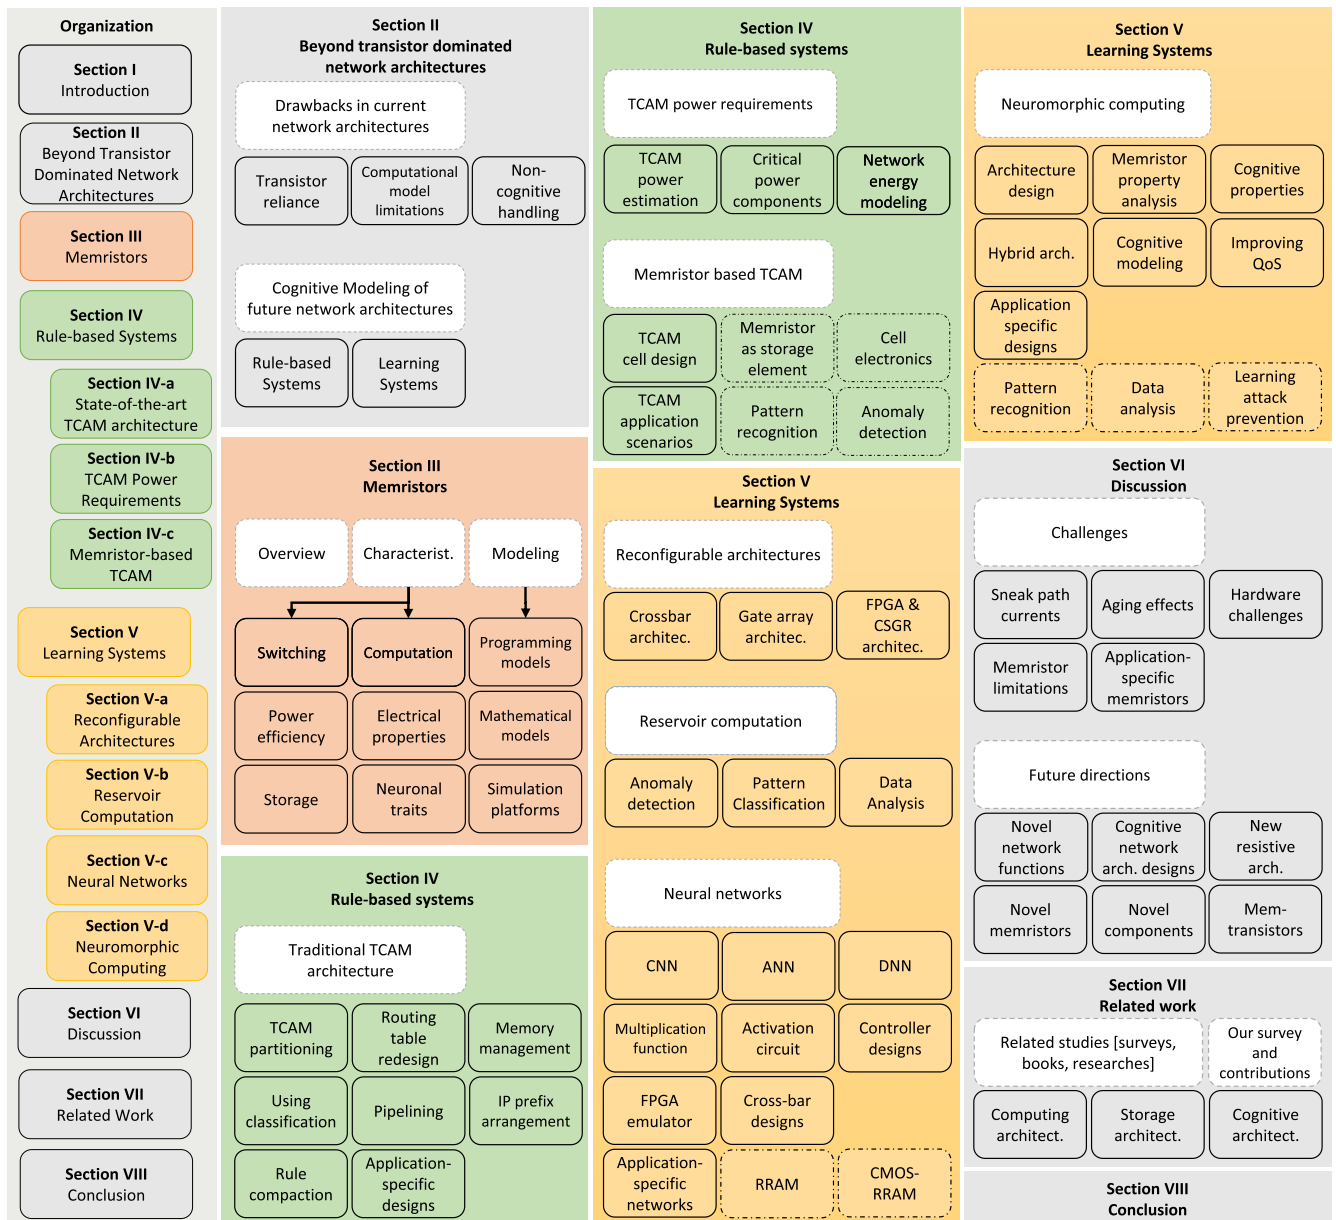 Organization
Section I
Introduction
Section II
Beyond Transistor
Dominated Network
Architectures
Section III
Memristors
Section IV
Rule-based Systems
Section IV-a
State-of-the-art
TCAM architecture
Section IV-b
TCAM Power
Requirements
Section IV-c
Memristor-based
TCAM
Section V
Learning Systems
Section V-a
Reconfigurable
Architectures
Section V-b
Reservoir
Computation
Section V-c
Neural Networks
Section V-d
Neuromorphic
Computing
Section VI
Discussion
Section VII
Related Work
Section VIII
Conclusion
Section II
Beyond transistor dominated
network architectures
Drawbacks in current
network architectures
Transistor
reliance
Computational
model
limitations
Non-
cognitive
handling
Cognitive Modeling of
future network architectures
Rule-based
Systems
Learning
Systems
Section III
Memristors
Overview
Characterist.
Modeling
Switching
Computation
Programming
models
Power
efficiency
Electrical
properties
Mathematical
models
Storage
Neuronal
traits
Simulation
platforms
Section IV
Rule-based systems
Traditional TCAM
architecture
TCAM
partitioning
Routing
table
redesign
Memory
management
Using
classification
Pipelining
IP prefix
arrangement
Rule
compaction
Application-
specific
designs
Section IV
Rule-based systems
TCAM power requirements
TCAM
power
estimation
Critical
power
components
Network
energy
modeling
Memristor based TCAM
TCAM
cell design
Memristor
as storage
element
Cell
electronics
TCAM
application
scenarios
Pattern
recognition
Anomaly
detection
Section V
Learning Systems
Reconfigurable architectures
Crossbar
architec.
Gate array
architec.
FPGA &
CSGR
architec.
Reservoir computation
Anomaly
detection
Pattern
Classification
Data
Analysis
Neural networks
CNN
ANN
DNN
Multiplication
function
Activation
circuit
Controller
designs
FPGA
emulator
Cross-bar
designs
Application-
specific
networks
RRAM
CMOS-
RRAM
Section V
Learning Systems
Neuromorphic computing
Architecture
design
Memristor
property
analysis
Cognitive
properties
Hybrid arch.
Cognitive
modeling
Improving
QoS
Application
specific
designs
Pattern
recognition
Data
analysis
Learning
attack
prevention
Section VI
Discussion
Challenges
Sneak path
currents
Aging effects
Hardware
challenges
Memristor
limitations
Application-
specific
memristors
Future directions
Novel
network
functions
Cognitive
network
arch. designs
New
resistive
arch.
Novel
memristors
Novel
components
Mem-
transistors
Section VII
Related work
Related studies [surveys,
books, researches]
Our survey
and
contributions
Computing
architect.
Storage
architect.
Cognitive
architect.
Section VIII
Conclusion